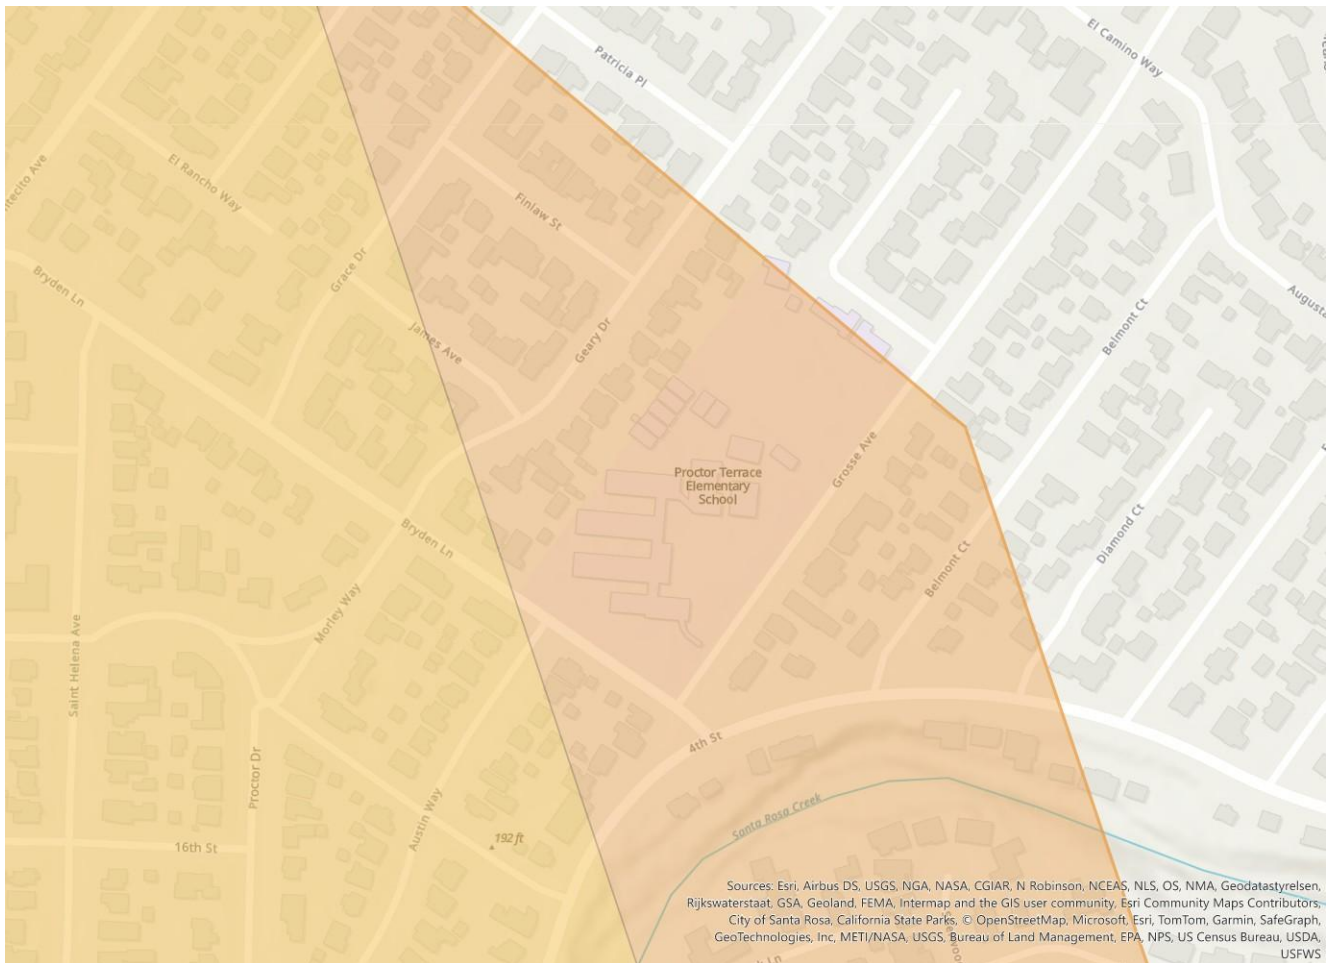 El Camino Way
Patricia Pl
El Rancho Way
Finlaw St
Bryden Ln
Grace Dr
James Ave
Geary Dr
Belmont Ct
Augusta
Proctor Terrace
Elementary
School
Grosse Ave
Bryden Ln
Diamond Ct
Belmont Ct
Morley Way
Saint Helena Ave
4th St
Proctor Dr
Austin Way
Santa Rosa Creek
192 ft
16th St
Sources: Esri, Airbus DS, USGS, NGA, NASA, CGIAR, N Robinson, NCEAS, NLS, OS, NMA, Geodatastyrelsen,
Rijkswaterstaat, GSA, Geoland, FEMA, Intermap and the GIS user community, Esri Community Maps Contributors,
City of Santa Rosa, California State Parks, © OpenStreetMap, Microsoft, Esri, TomTom, Garmin, SafeGraph,
GeoTechnologies, Inc, METI/NASA, USGS, Bureau of Land Management, EPA, NPS, US Census Bureau, USDA,
USFWS